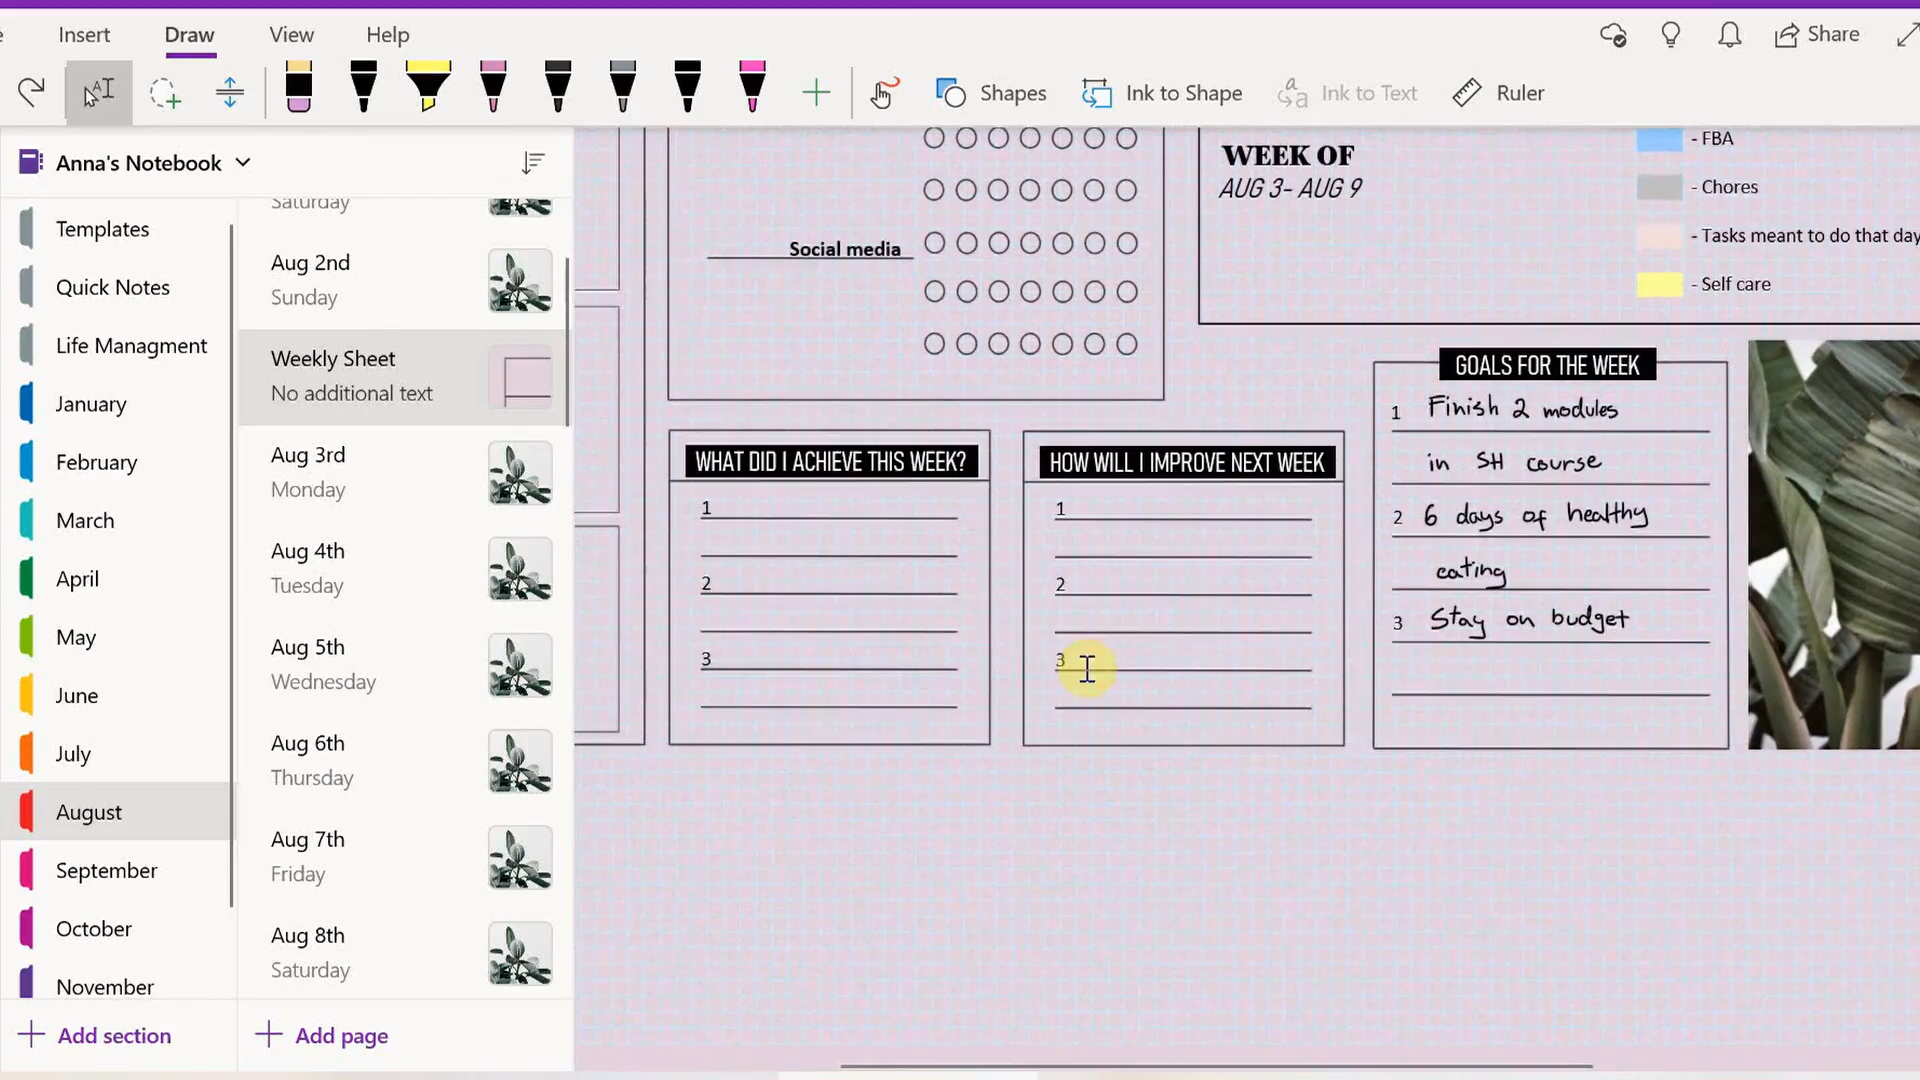 Insert Draw View Help Share
Shapes Ink to Shape Ink to Text Ruler
Anna's Notebook
Templates
Quick Notes
Life Managment
January
February
March
April
May
June
July
August
September
October
November
Add section
Saturday
Aug 2nd
Sunday
Weekly Sheet
No additional text
Aug 3rd
Monday
Aug 4th
Tuesday
Aug 5th
Wednesday
Aug 6th
Thursday
Aug 7th
Friday
Aug 8th
Saturday
Add page
Social media
WEEK OF
AUG 3- AUG 9
- FBA
- Chores
- Tasks meant to do that day
- Self care
WHAT DID I ACHIEVE THIS WEEK?
1
2
3
HOW WILL I IMPROVE NEXT WEEK
1
2
3
GOALS FOR THE WEEK
1 Finish 2 modules
in SH course
2 6 days of healthy
eating
3 Stay on budget